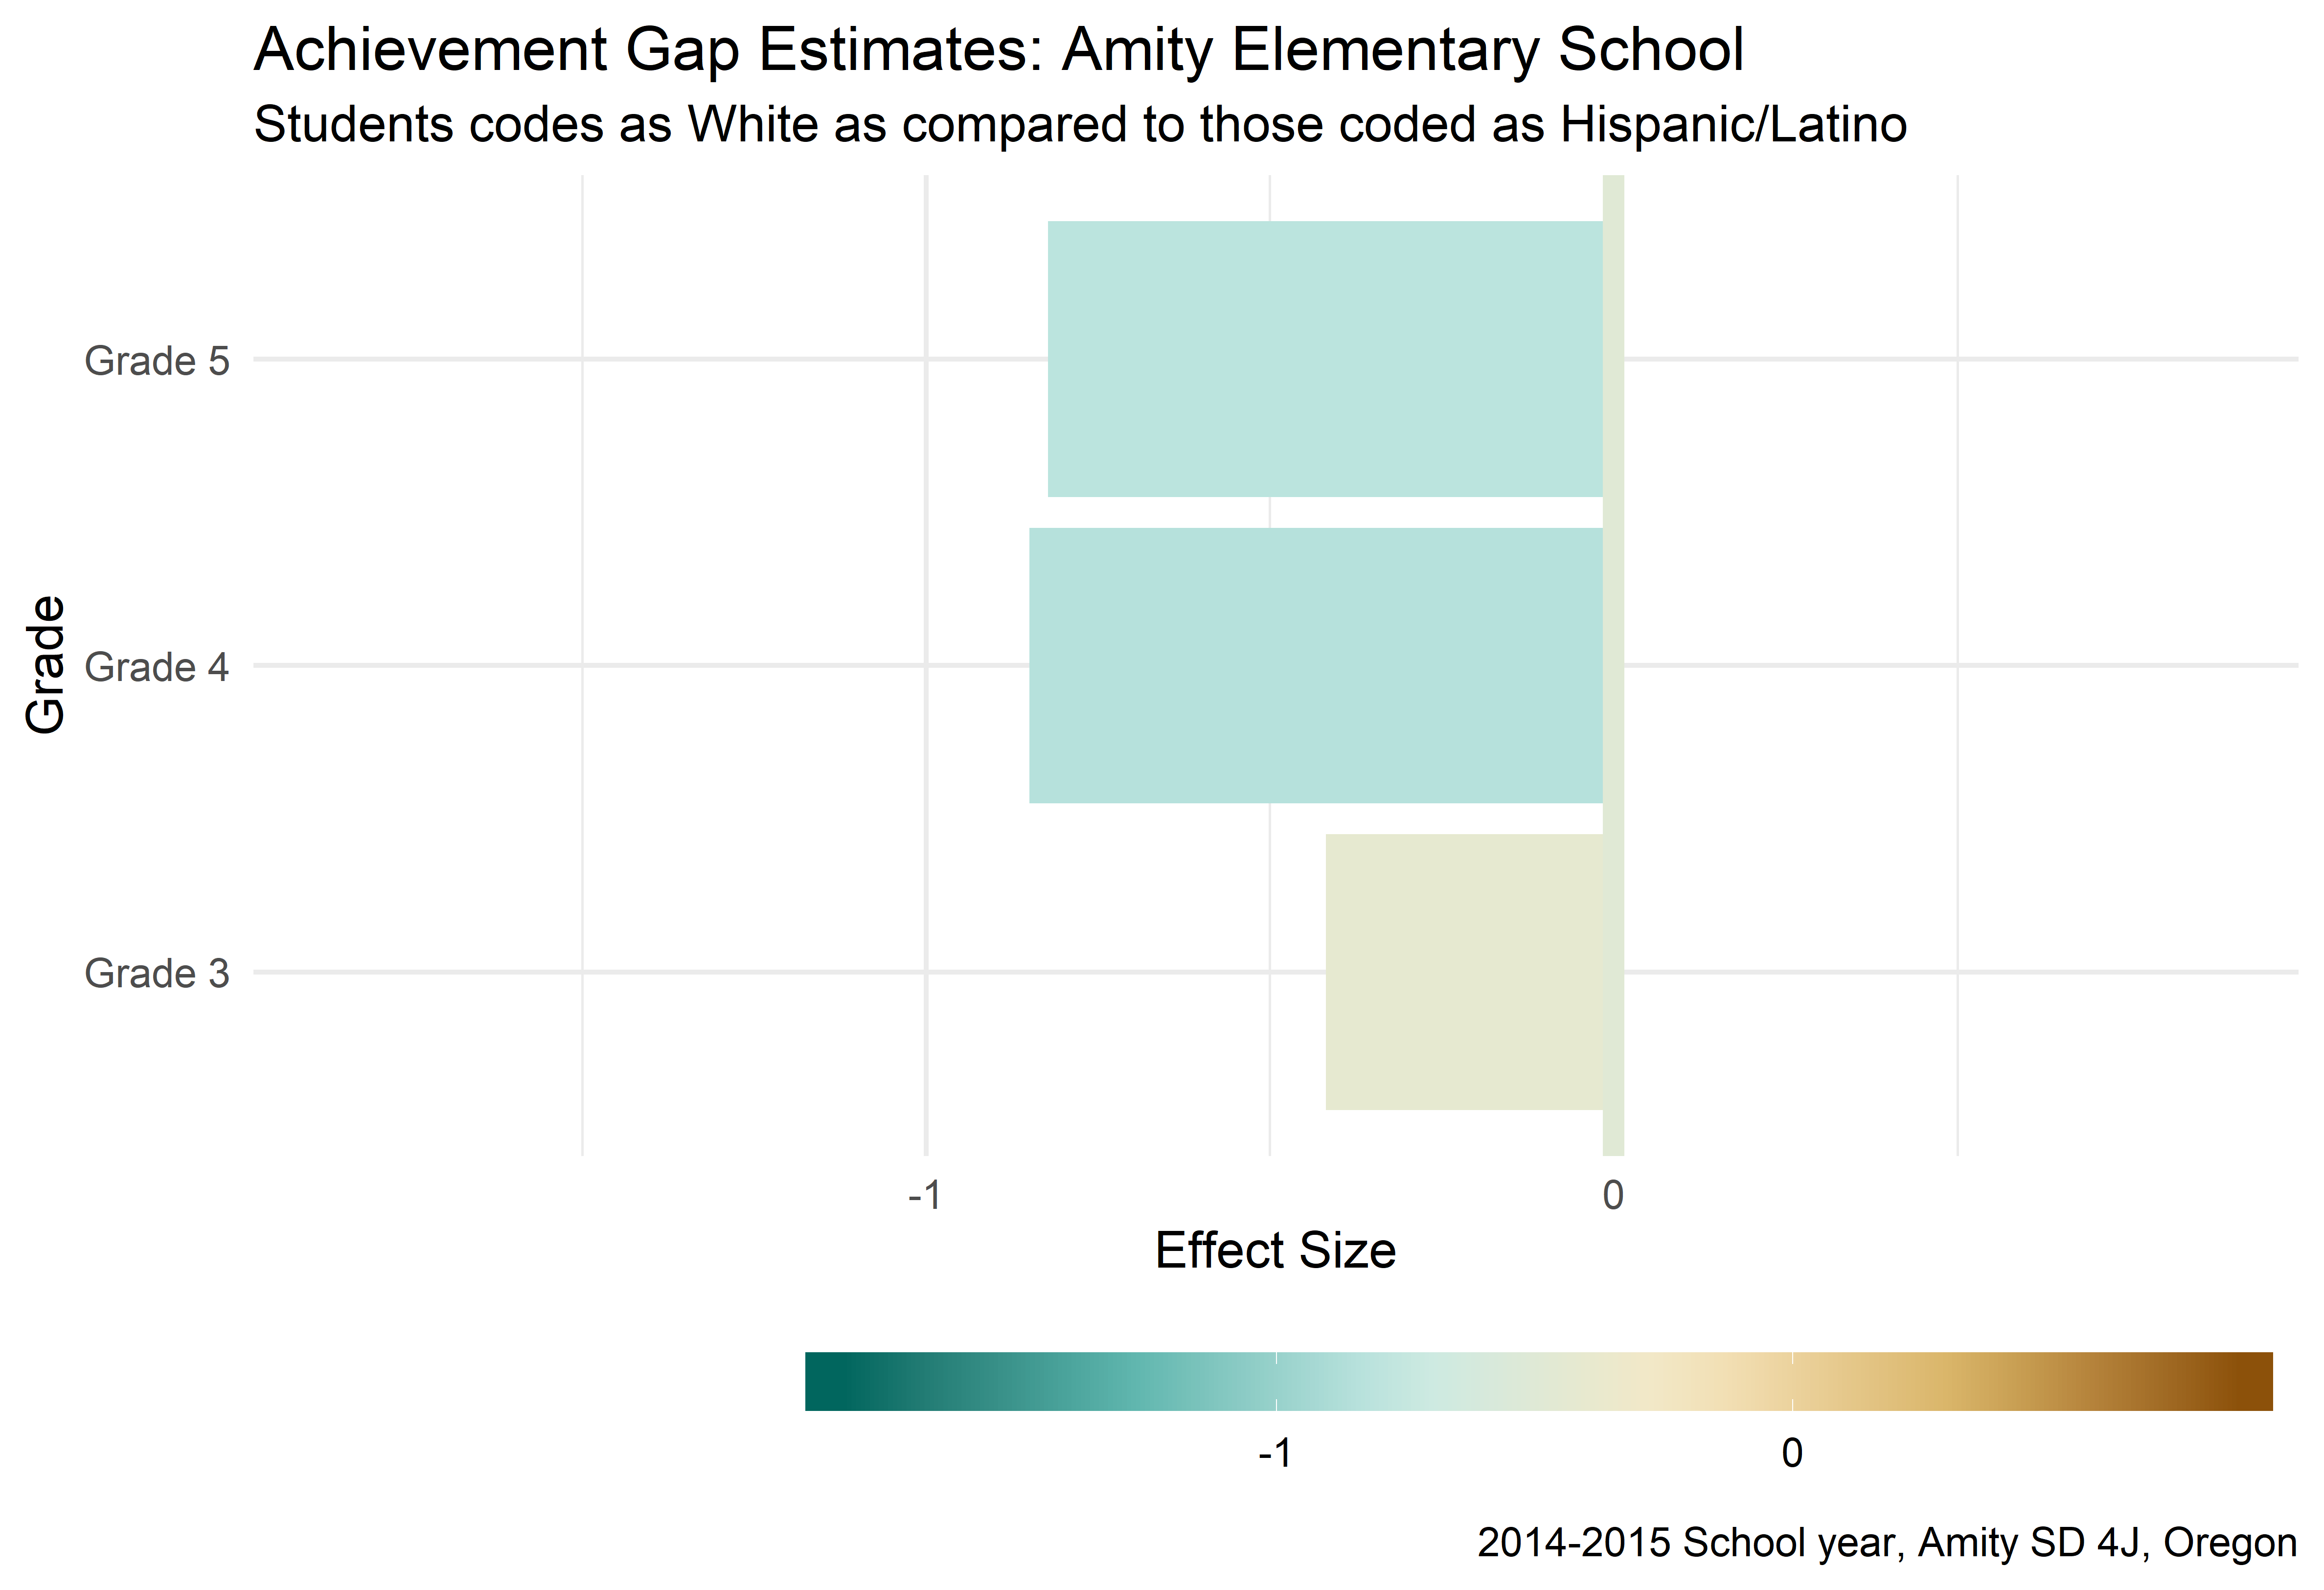 Achievement Gap Estimates: Amity Elementary School
Students codes as White as compared to those coded as Hispanic/Latino
Grade
Grade 5
Grade 4
Grade 3
-1
0
Effect Size
-1
0
2014-2015 School year, Amity SD 4J, Oregon